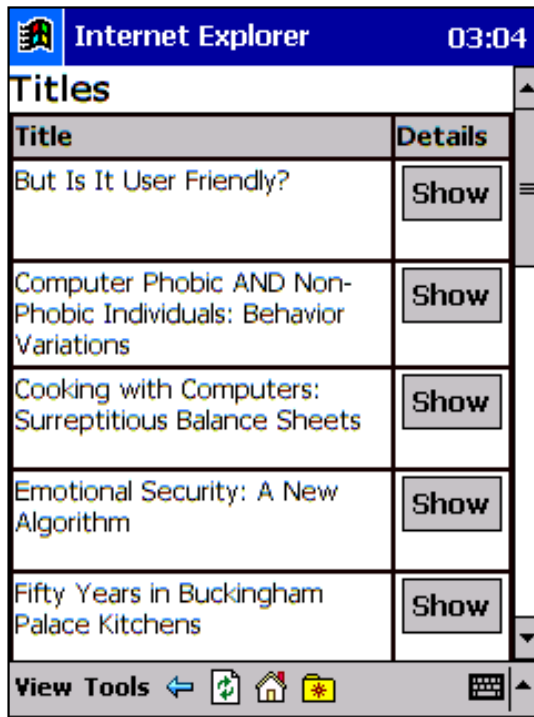 Internet Explorer 03:04
Titles
Title Details
But Is It User Friendly? Show
Computer Phobic AND Non-
Phobic Individuals: Behavior
Variations
Show
Cooking with Computers:
Surreptitious Balance Sheets
Show
Emotional Security: A New
Algorithm
Show
Fifty Years in Buckingham
Palace Kitchens
Show
View Tools